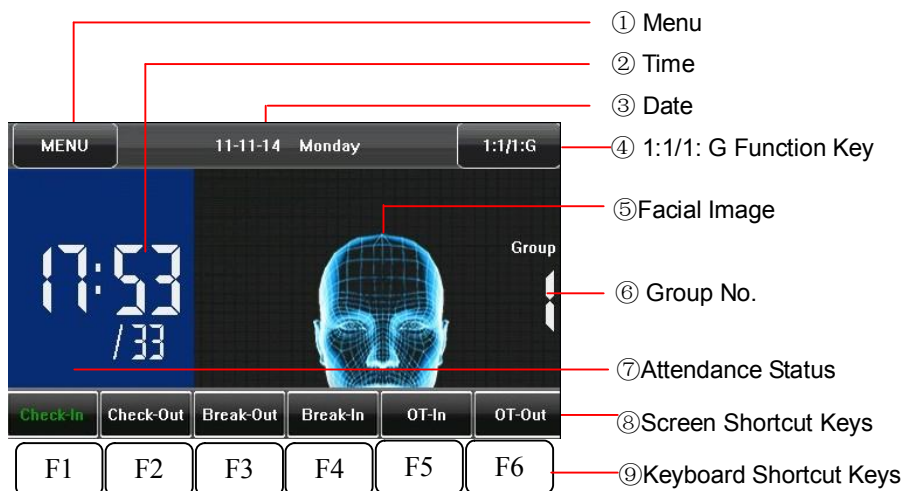 ① Menu
② Time
③ Date
MENU 11-11-14 Monday 1:1/1:G
④ 1:1/1: G Function Key
⑤Facial Image
Group
17:53
1
⑥ Group No.
/33
⑦Attendance Status
Check-In Check-Out Break-Out Break-In OT-In OT-Out
⑧Screen Shortcut Keys
F1 F2 F3 F4 F5 F6
⑨Keyboard Shortcut Keys